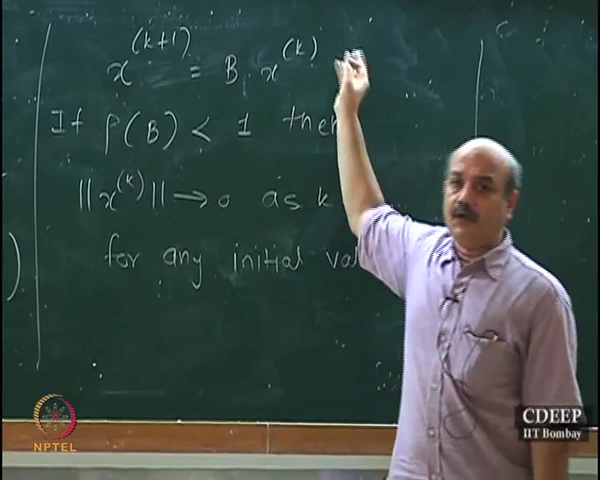 x^(k+1) = B x^(k)
If ρ(B) < 1 then
||x^(k)|| → 0 as k
for any initial val
)
NPTEL
CDEEP
IIT Bombay